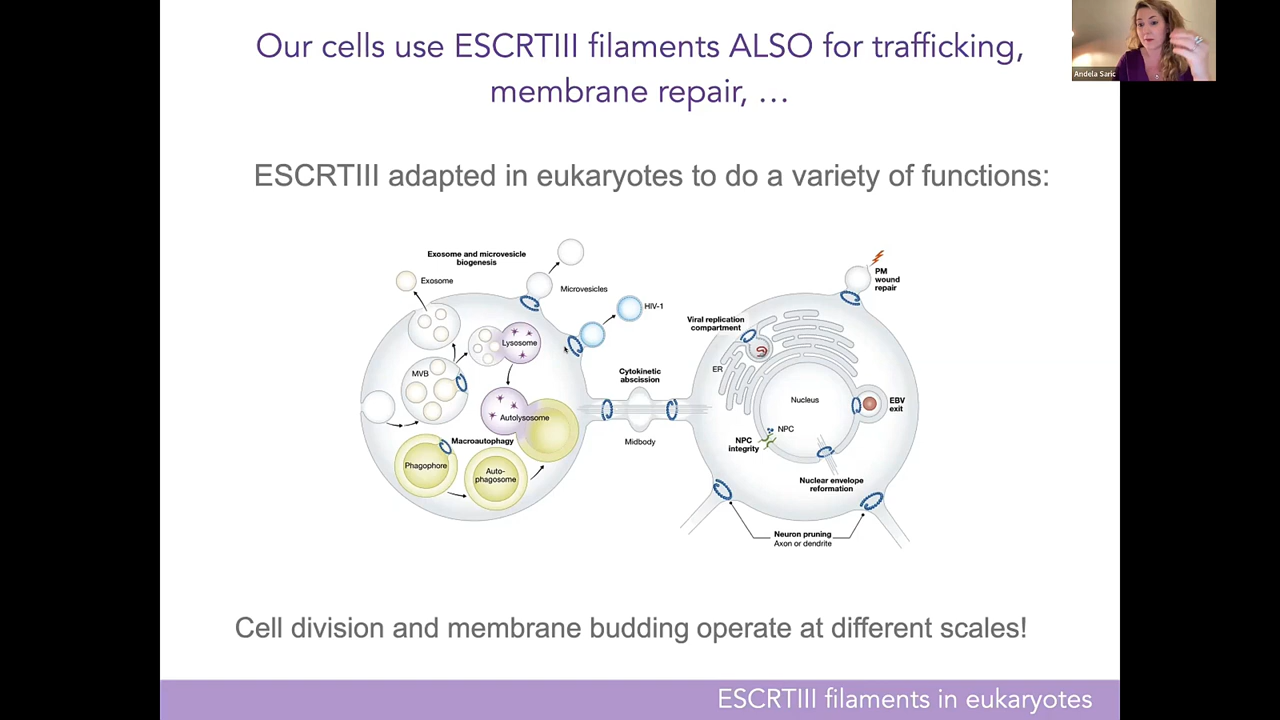 Our cells use ESCRTIII filaments ALSO for trafficking,
membrane repair, …
Andela Saric
ESCRTIII adapted in eukaryotes to do a variety of functions:
Exosome and microvesicle
biogenesis
Exosome
Microvesicles
HIV-1
Lysosome
MVB
Autolysosome
Macroautophagy
Phagophore
Auto-
phagosome
Cytokinetic
abscission
Midbody
PM
wound
repair
Viral replication
compartment
ER
Nucleus
EBV
exit
NPC
NPC
integrity
Nuclear envelope
reformation
Neuron pruning
Axon or dendrite
Cell division and membrane budding operate at different scales!
ESCRTIII filaments in eukaryotes